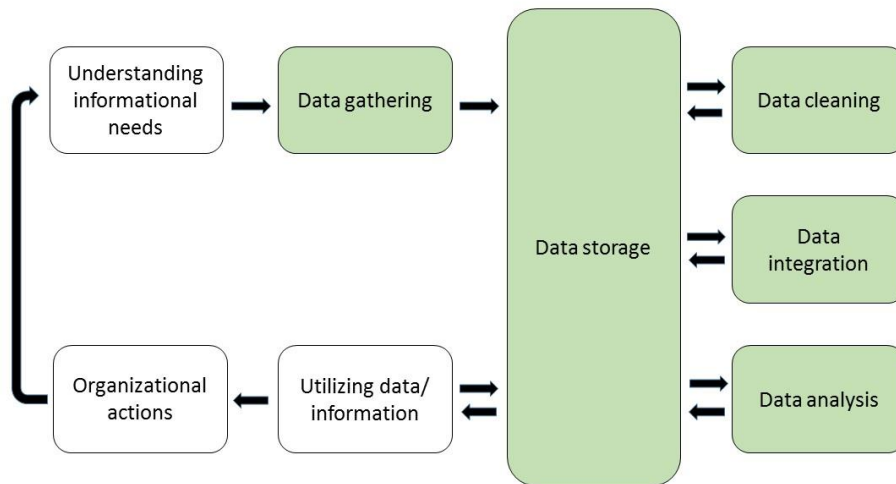 Understanding
informational
needs
Data gathering
Data storage
Data cleaning
Data
integration
Organizational
actions
Utilizing data/
information
Data analysis